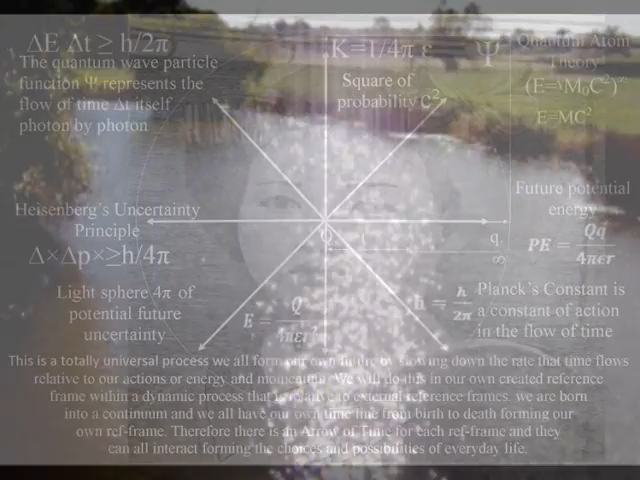 ΔE Δt ≥ h/2π
The quantum wave particle
function Ψ represents the
flow of time Δt itself
photon by photon
K=1/4π ε
Ψ
Square of
probability C²
Quantum Atom
Theory
(E=M₀C²)∞
E=MC²
Heisenberg's Uncertainty
Principle
Δ×Δp×≥h/4π
Future potential
energy
PE = Qq/4πεr
Q
r
q
∞
Light sphere 4π of
potential future
uncertainty
E = Q/4πεr²
ħ = h/2π
Planck's Constant is
a constant of action
in the flow of time
This is a totally universal process we all form our own future by slowing down the rate that time flows
relative to our actions or energy and momentum. We will do this in our own created reference
frame within a dynamic process that is relative to external reference frames. we are born
into a continuum and we all have our own time line from birth to death forming our
own ref-frame. Therefore there is an Arrow of Time for each ref-frame and they
can all interact forming the choices and possibilities of everyday life.